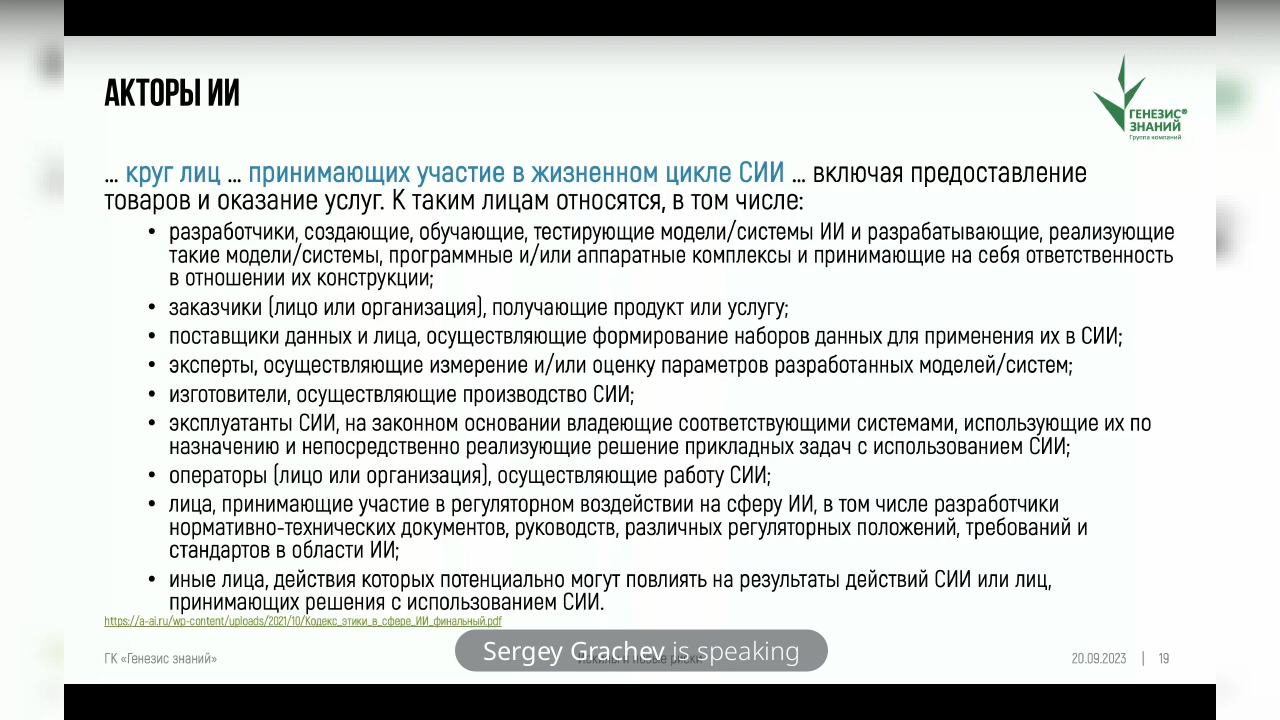 АКТОРЫ ИИ
ГЕНЕЗИС®
ЗНАНИЙ
Группа компаний
... круг лиц ... принимающих участие в жизненном цикле СИИ ... включая предоставление
товаров и оказание услуг. К таким лицам относятся, в том числе:
• разработчики, создающие, обучающие, тестирующие модели/системы ИИ и разрабатывающие, реализующие
такие модели/системы, программные и/или аппаратные комплексы и принимающие на себя ответственность
в отношении их конструкции;
• заказчики (лицо или организация), получающие продукт или услугу;
• поставщики данных и лица, осуществляющие формирование наборов данных для применения их в СИИ;
• эксперты, осуществляющие измерение и/или оценку параметров разработанных моделей/систем;
• изготовители, осуществляющие производство СИИ;
• эксплуатанты СИИ, на законном основании владеющие соответствующими системами, использующие их по
назначению и непосредственно реализующие решение прикладных задач с использованием СИИ;
• операторы (лицо или организация), осуществляющие работу СИИ;
• лица, принимающие участие в регуляторном воздействии на сферу ИИ, в том числе разработчики
нормативно-технических документов, руководств, различных регуляторных положений, требований и
стандартов в области ИИ;
• иные лица, действия которых потенциально могут повлиять на результаты действий СИИ или лиц,
принимающих решения с использованием СИИ.
https://a-ai.ru/wp-content/uploads/2021/10/Кодекс_этики_в_сфере_ИИ_финальный.pdf
Sergey Grachev is speaking
ГК «Генезис знаний»
20.09.2023 | 19